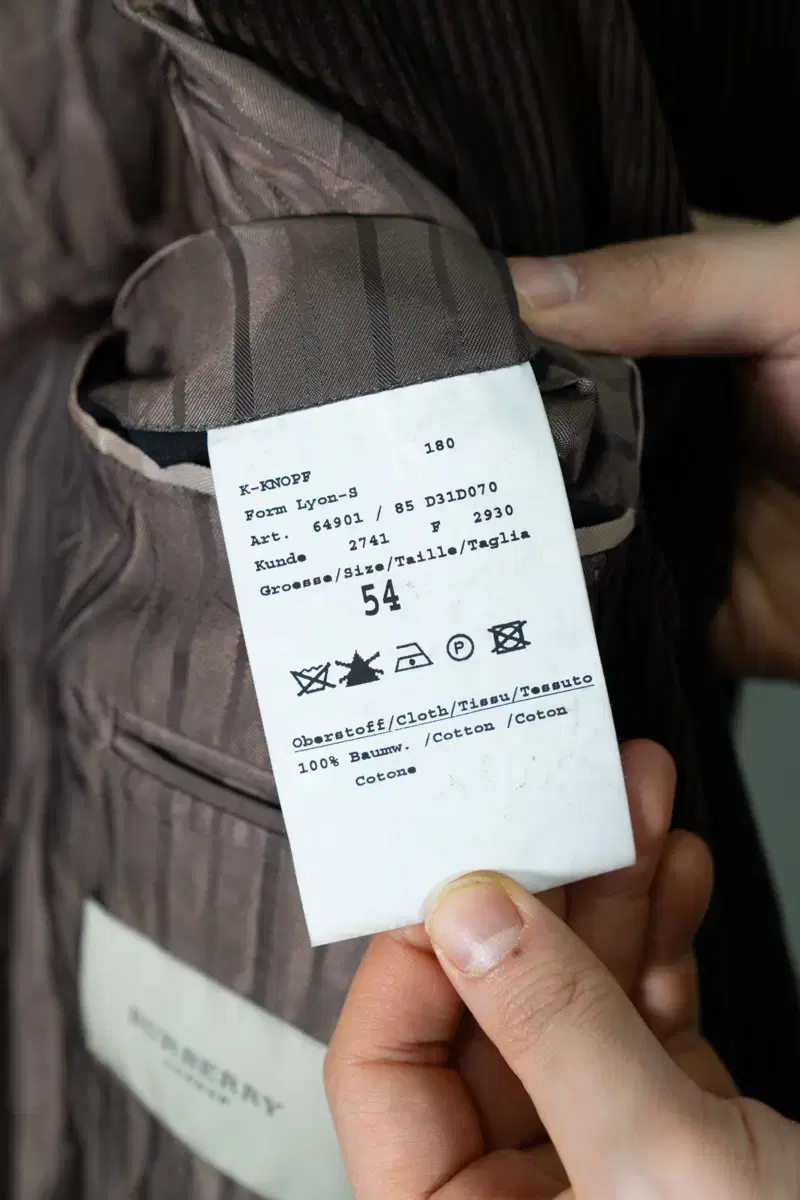 180
K-KNOPF
Form Lyon-S
Art. 64901 / 85 D31D070
Kunde 2741 F 2930
Groesse/Size/Taille/Taglia
54
P
Oberstoff/Cloth/Tissu/Tessuto
100% Baumw. /Cotton /Coton
Cotone
BURBERRY
LONDON